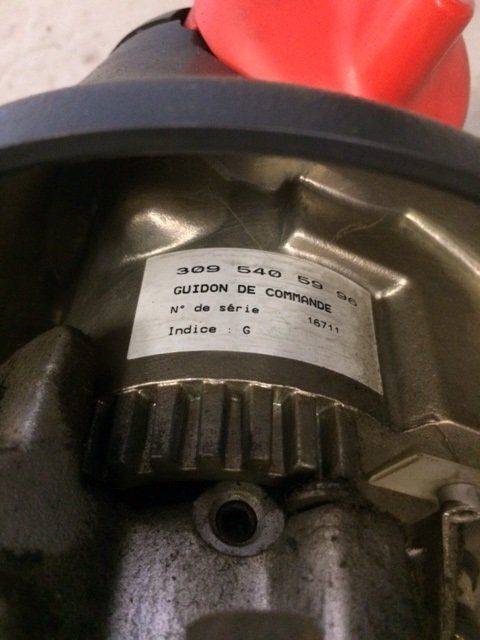 309 540 59 96
GUIDON DE COMMANDE
N° de série 16711
Indice : G